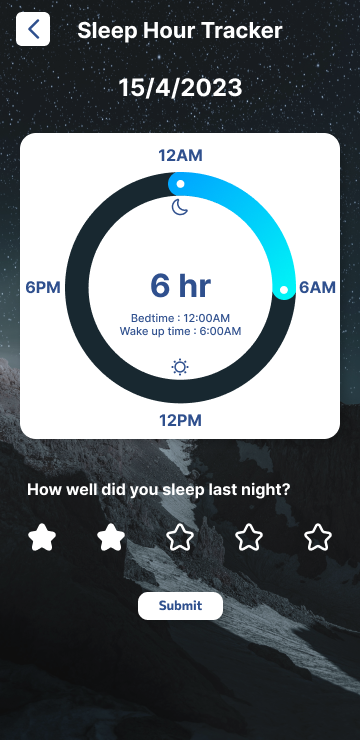 Sleep Hour Tracker
15/4/2023
12AM
6PM
6 hr
6AM
Bedtime : 12:00AM
Wake up time : 6:00AM
12PM
How well did you sleep last night?
Submit